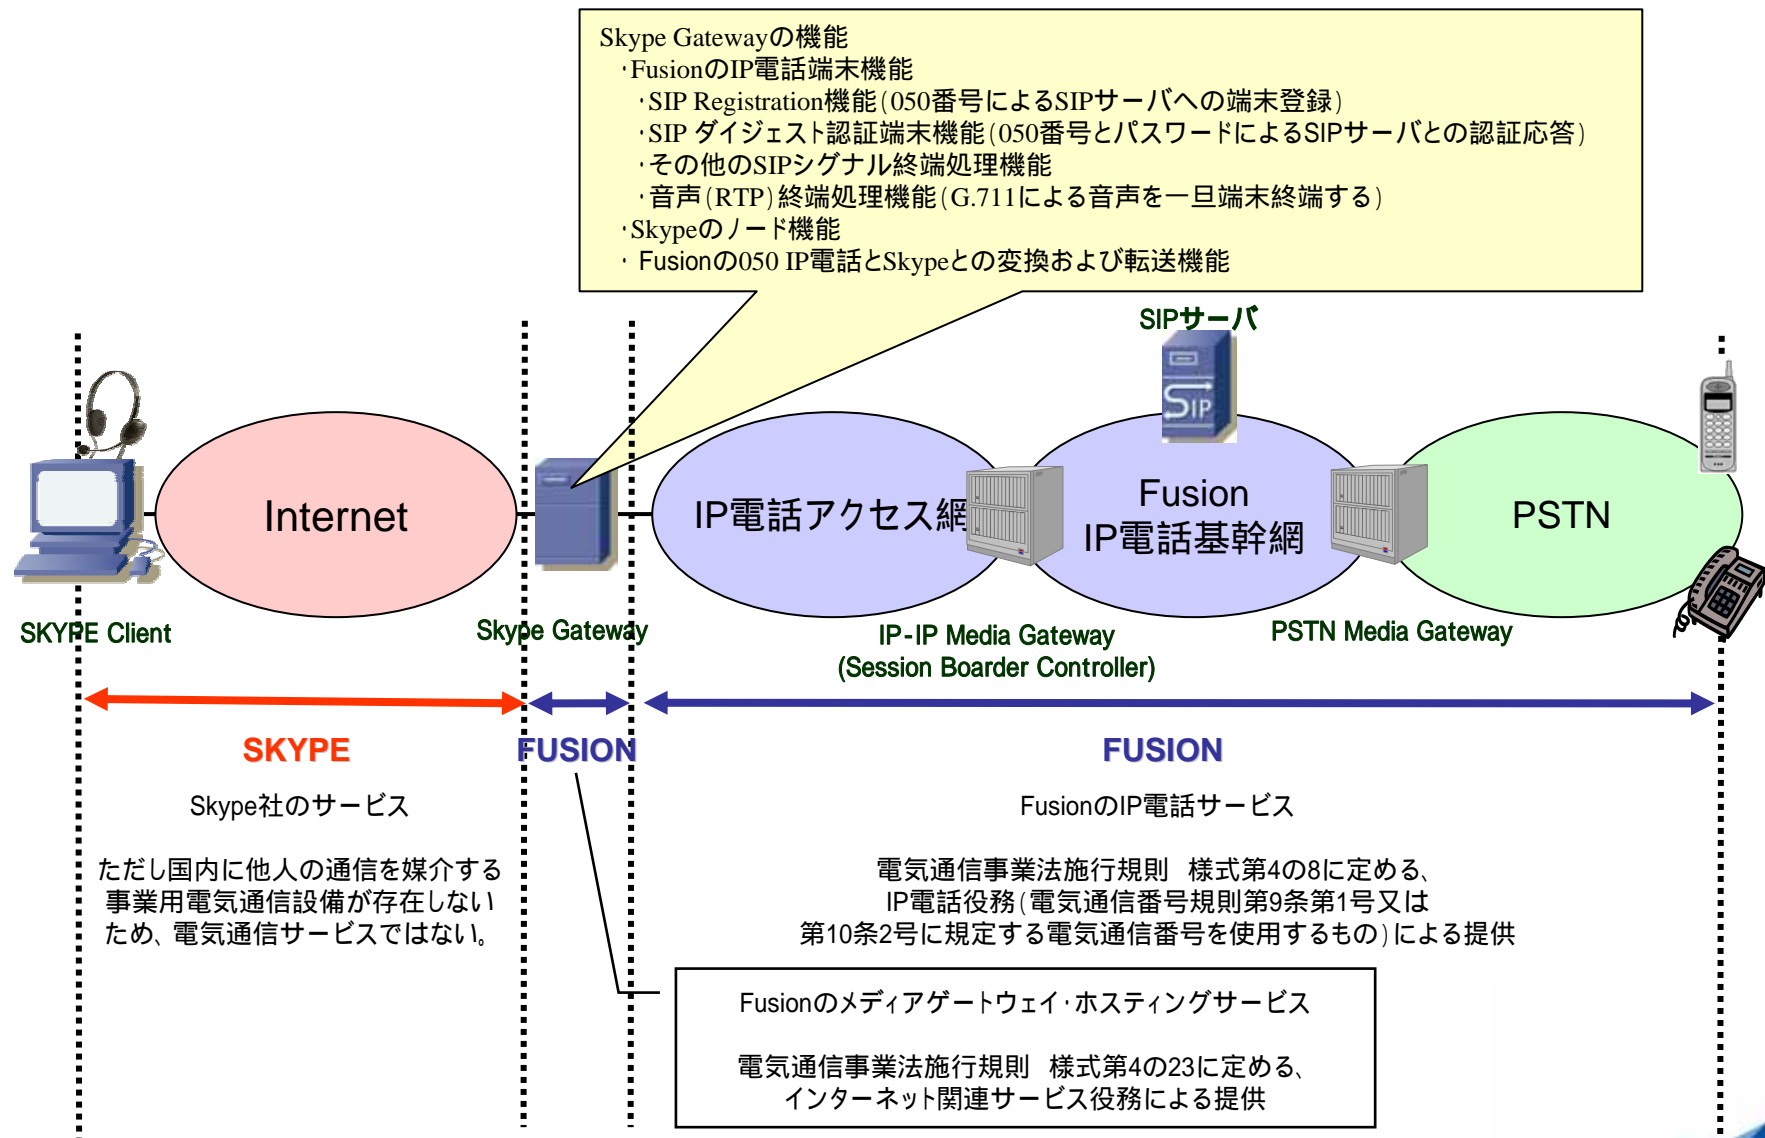 Skype Gatewayの機能
・FusionのIP電話端末機能
・SIP Registration機能(050番号によるSIPサーバへの端末登録)
・SIP ダイジェスト認証端末機能(050番号とパスワードによるSIPサーバとの認証応答)
・その他のSIPシグナル終端処理機能
・音声(RTP)終端処理機能(G.711による音声を一旦端末終端する)
・Skypeのノード機能
・ Fusionの050 IP電話とSkypeとの変換および転送機能
SIPサーバ
SIP
Internet
IP電話アクセス網
Fusion
IP電話基幹網
PSTN
SKYPE Client
Skype Gateway
IP-IP Media Gateway
(Session Boarder Controller)
PSTN Media Gateway
SKYPE
FUSION
FUSION
Skype社のサービス
ただし国内に他人の通信を媒介する
事業用電気通信設備が存在しない
ため、電気通信サービスではない。
FusionのIP電話サービス
電気通信事業法施行規則 様式第4の8に定める、
IP電話役務(電気通信番号規則第9条第1号又は
第10条2号に規定する電気通信番号を使用するもの)による提供
Fusionのメディアゲートウェイ・ホスティングサービス
電気通信事業法施行規則 様式第4の23に定める、
インターネット関連サービス役務による提供